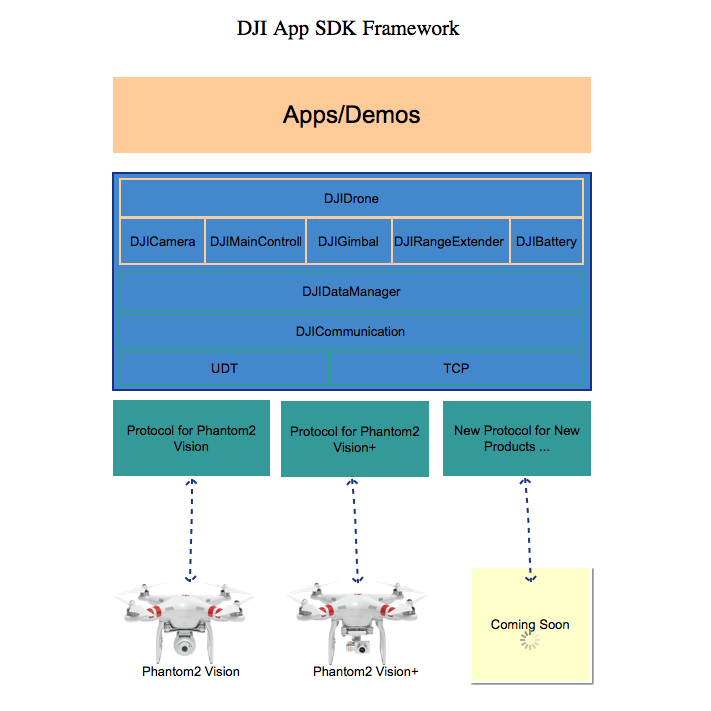 DJI App SDK Framework
Apps/Demos
DJIDrone
DJICamera DJIMainControll DJIGimbal DJIRangeExtender DJIBattery
DJIDataManager
DJICommunication
UDT TCP
Protocol for Phantom2
Vision
Protocol for Phantom2
Vision+
New Protocol for New
Products ...
Coming Soon
Phantom2 Vision
Phantom2 Vision+